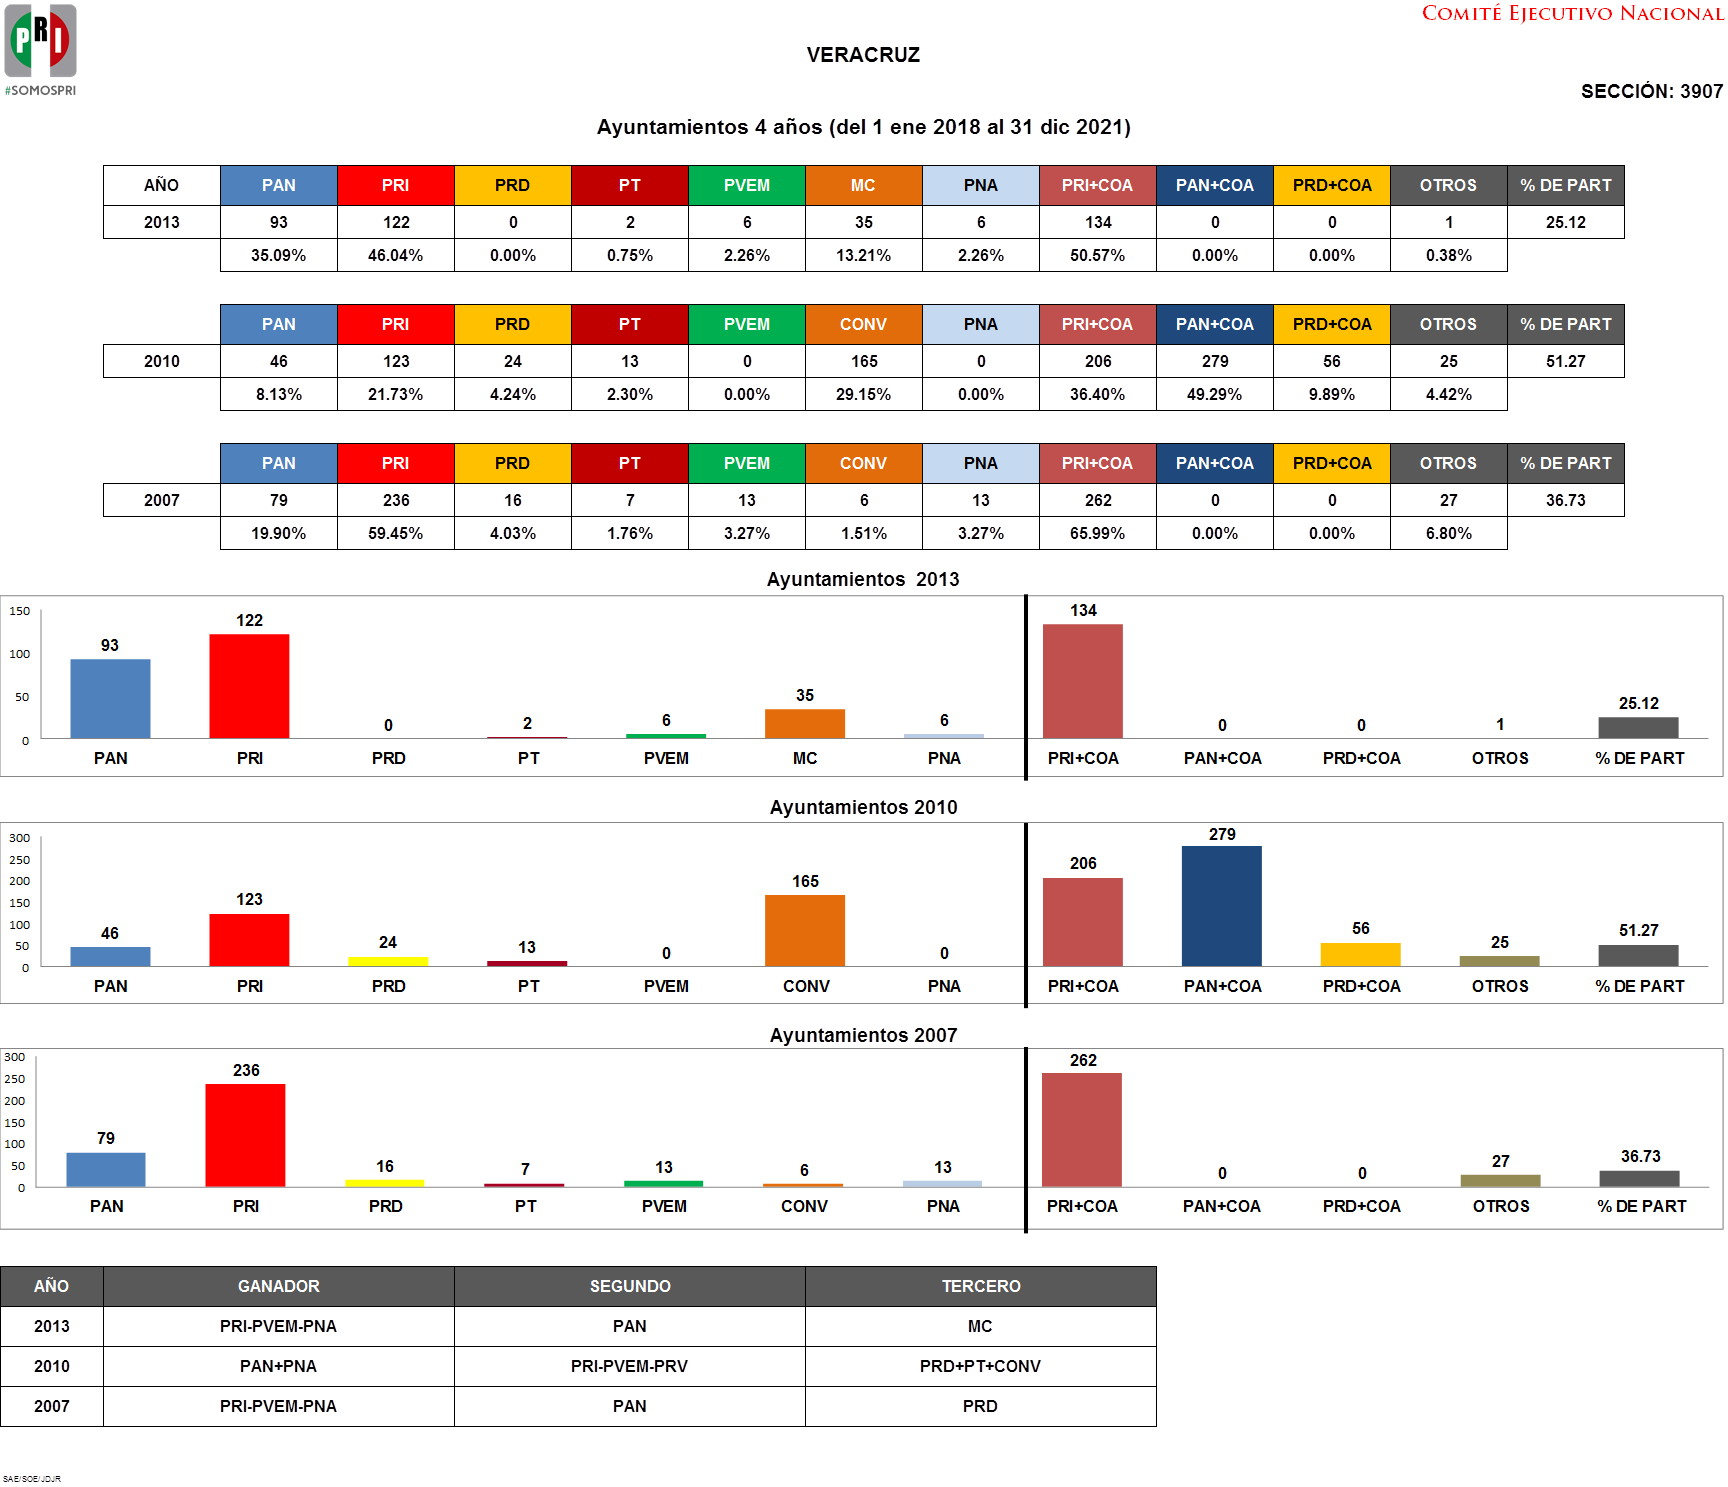 PRI
#SOMOSPRI
COMITÉ EJECUTIVO NACIONAL
VERACRUZ
SECCIÓN: 3907
Ayuntamientos 4 años (del 1 ene 2018 al 31 dic 2021)
AÑO PAN PRI PRD PT PVEM MC PNA PRI+COA PAN+COA PRD+COA OTROS % DE PART
2013 93 122 0 2 6 35 6 134 0 0 1 25.12
35.09% 46.04% 0.00% 0.75% 2.26% 13.21% 2.26% 50.57% 0.00% 0.00% 0.38%
PAN PRI PRD PT PVEM CONV PNA PRI+COA PAN+COA PRD+COA OTROS % DE PART
2010 46 123 24 13 0 165 0 206 279 56 25 51.27
8.13% 21.73% 4.24% 2.30% 0.00% 29.15% 0.00% 36.40% 49.29% 9.89% 4.42%
PAN PRI PRD PT PVEM CONV PNA PRI+COA PAN+COA PRD+COA OTROS % DE PART
2007 79 236 16 7 13 6 13 262 0 0 27 36.73
19.90% 59.45% 4.03% 1.76% 3.27% 1.51% 3.27% 65.99% 0.00% 0.00% 6.80%
Ayuntamientos 2013
150
100
50
0
93 122 0 2 6 35 6 134 0 0 1 25.12
PAN PRI PRD PT PVEM MC PNA PRI+COA PAN+COA PRD+COA OTROS % DE PART
Ayuntamientos 2010
300
250
200
150
100
50
0
46 123 24 13 0 165 0 206 279 56 25 51.27
PAN PRI PRD PT PVEM CONV PNA PRI+COA PAN+COA PRD+COA OTROS % DE PART
Ayuntamientos 2007
300
250
200
150
100
50
0
79 236 16 7 13 6 13 262 0 0 27 36.73
PAN PRI PRD PT PVEM CONV PNA PRI+COA PAN+COA PRD+COA OTROS % DE PART
AÑO GANADOR SEGUNDO TERCERO
2013 PRI-PVEM-PNA PAN MC
2010 PAN+PNA PRI-PVEM-PRV PRD+PT+CONV
2007 PRI-PVEM-PNA PAN PRD
SAE/SOE/JDJR